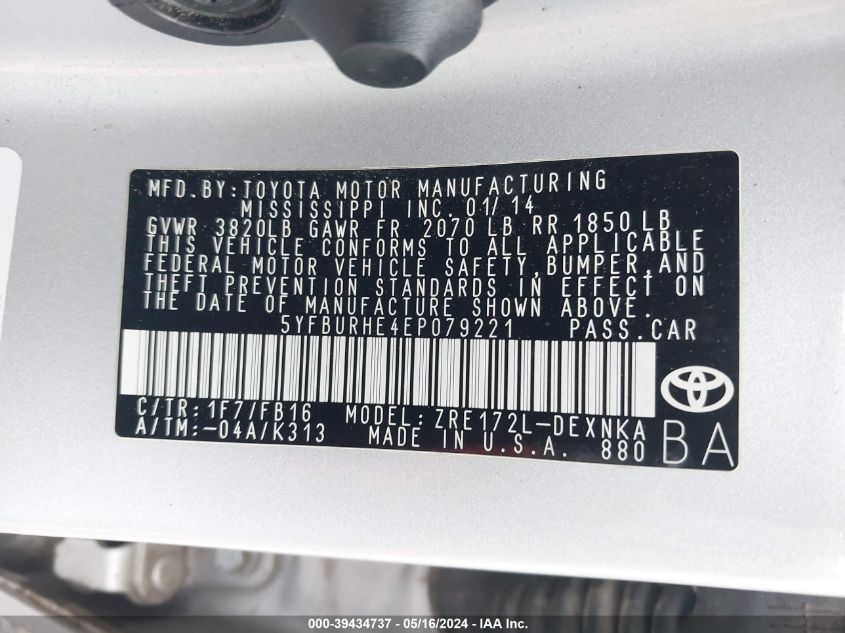 MFD.BY:TOYOTA MOTOR MANUFACTURING
MISSISSIPPI INC. 01/14
GVWR 3820LB GAWR FR 2070 LB RR 1850 LB
THIS VEHICLE CONFORMS TO ALL APPLICABLE
FEDERAL MOTOR VEHICLE SAFETY,BUMPER,AND
THEFT PREVENTION STANDARDS IN EFFECT ON
THE DATE OF MANUFACTURE SHOWN ABOVE.
5YFBURHE4EP079221 PASS.CAR
C/TR:1F7/FB16 MODEL:ZRE172L-DEXNKA
A/TM:-04A/K313 MADE IN U.S.A. 880
BA
000-39434737 - 05/16/2024 - IAA Inc.